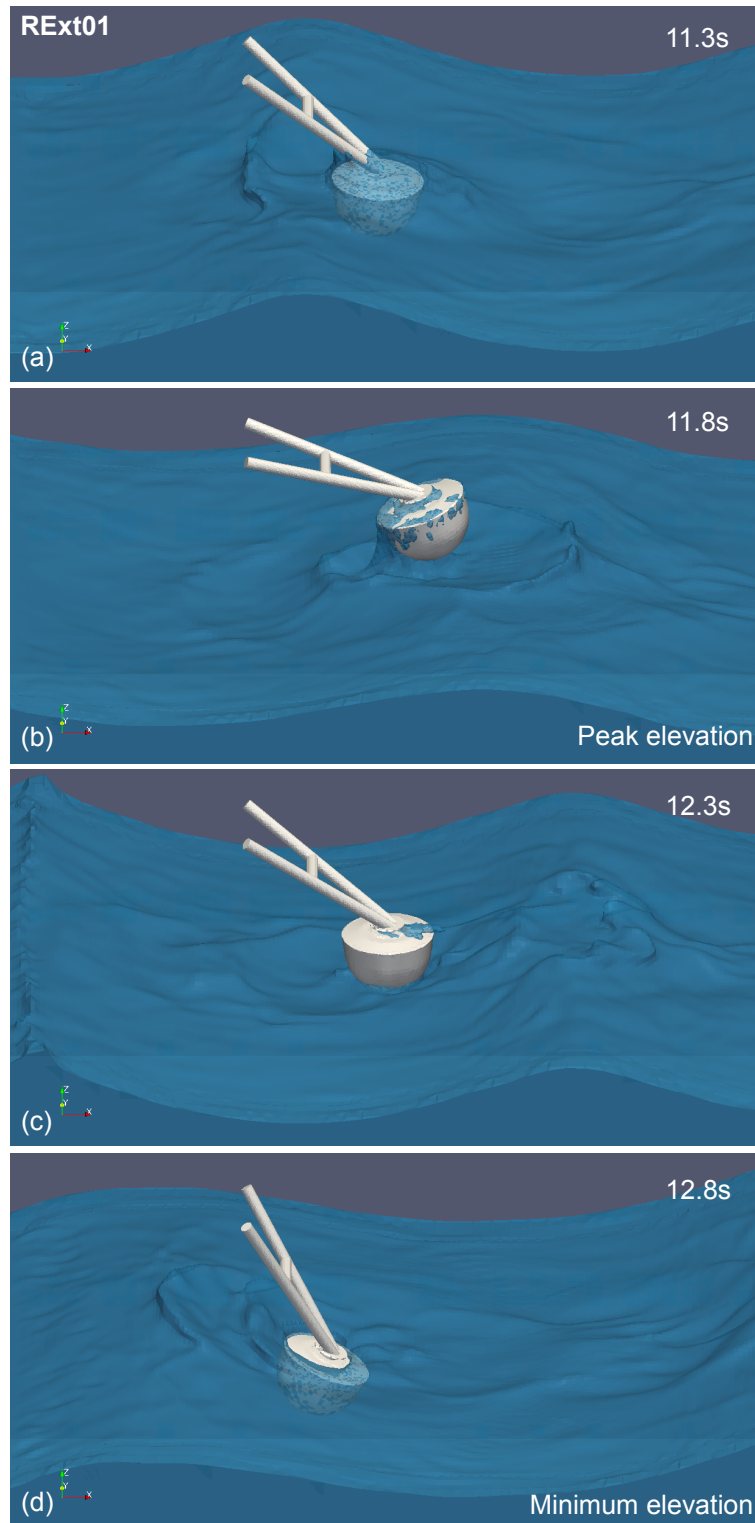 RExt01
11.3s
Z
Y
X
(a)
11.8s
Z
Y
X
(b)
Peak elevation
12.3s
Z
Y
X
(c)
12.8s
Z
Y
X
(d)
Minimum elevation